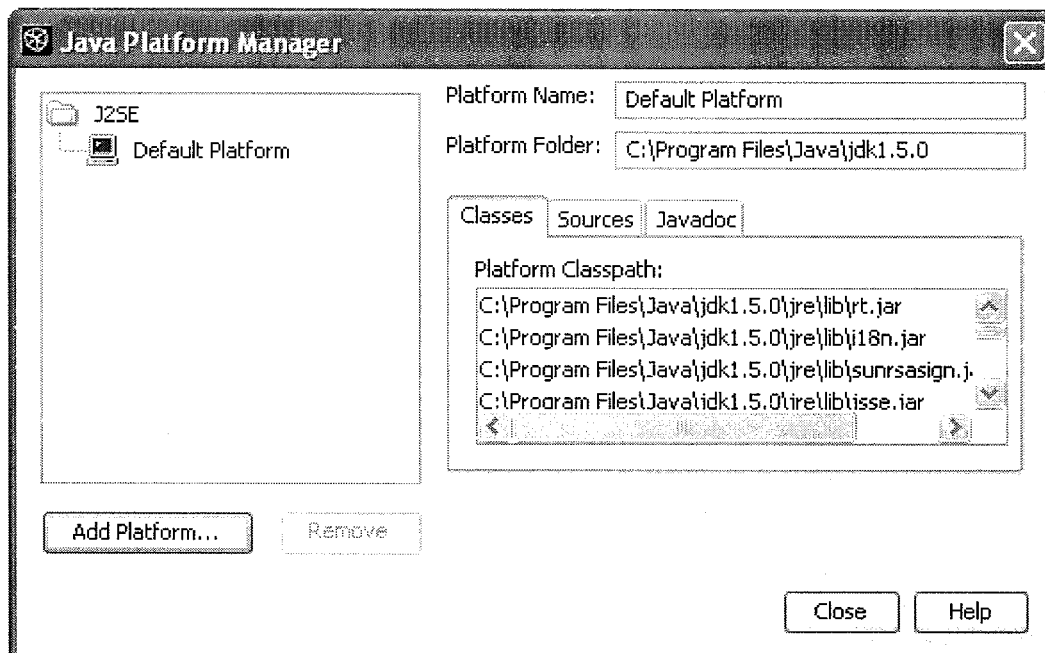 Java Platform Manager
J2SE
Default Platform
Add Platform...
Remove
Platform Name: Default Platform
Platform Folder: C:\Program Files\Java\jdk1.5.0
Classes Sources Javadoc
Platform Classpath:
C:\Program Files\Java\jdk1.5.0\jre\lib\rt.jar
C:\Program Files\Java\jdk1.5.0\jre\lib\i18n.jar
C:\Program Files\Java\jdk1.5.0\jre\lib\sunrsasign.j
C:\Program Files\Java\jdk1.5.0\jre\lib\jsse.jar
Close Help